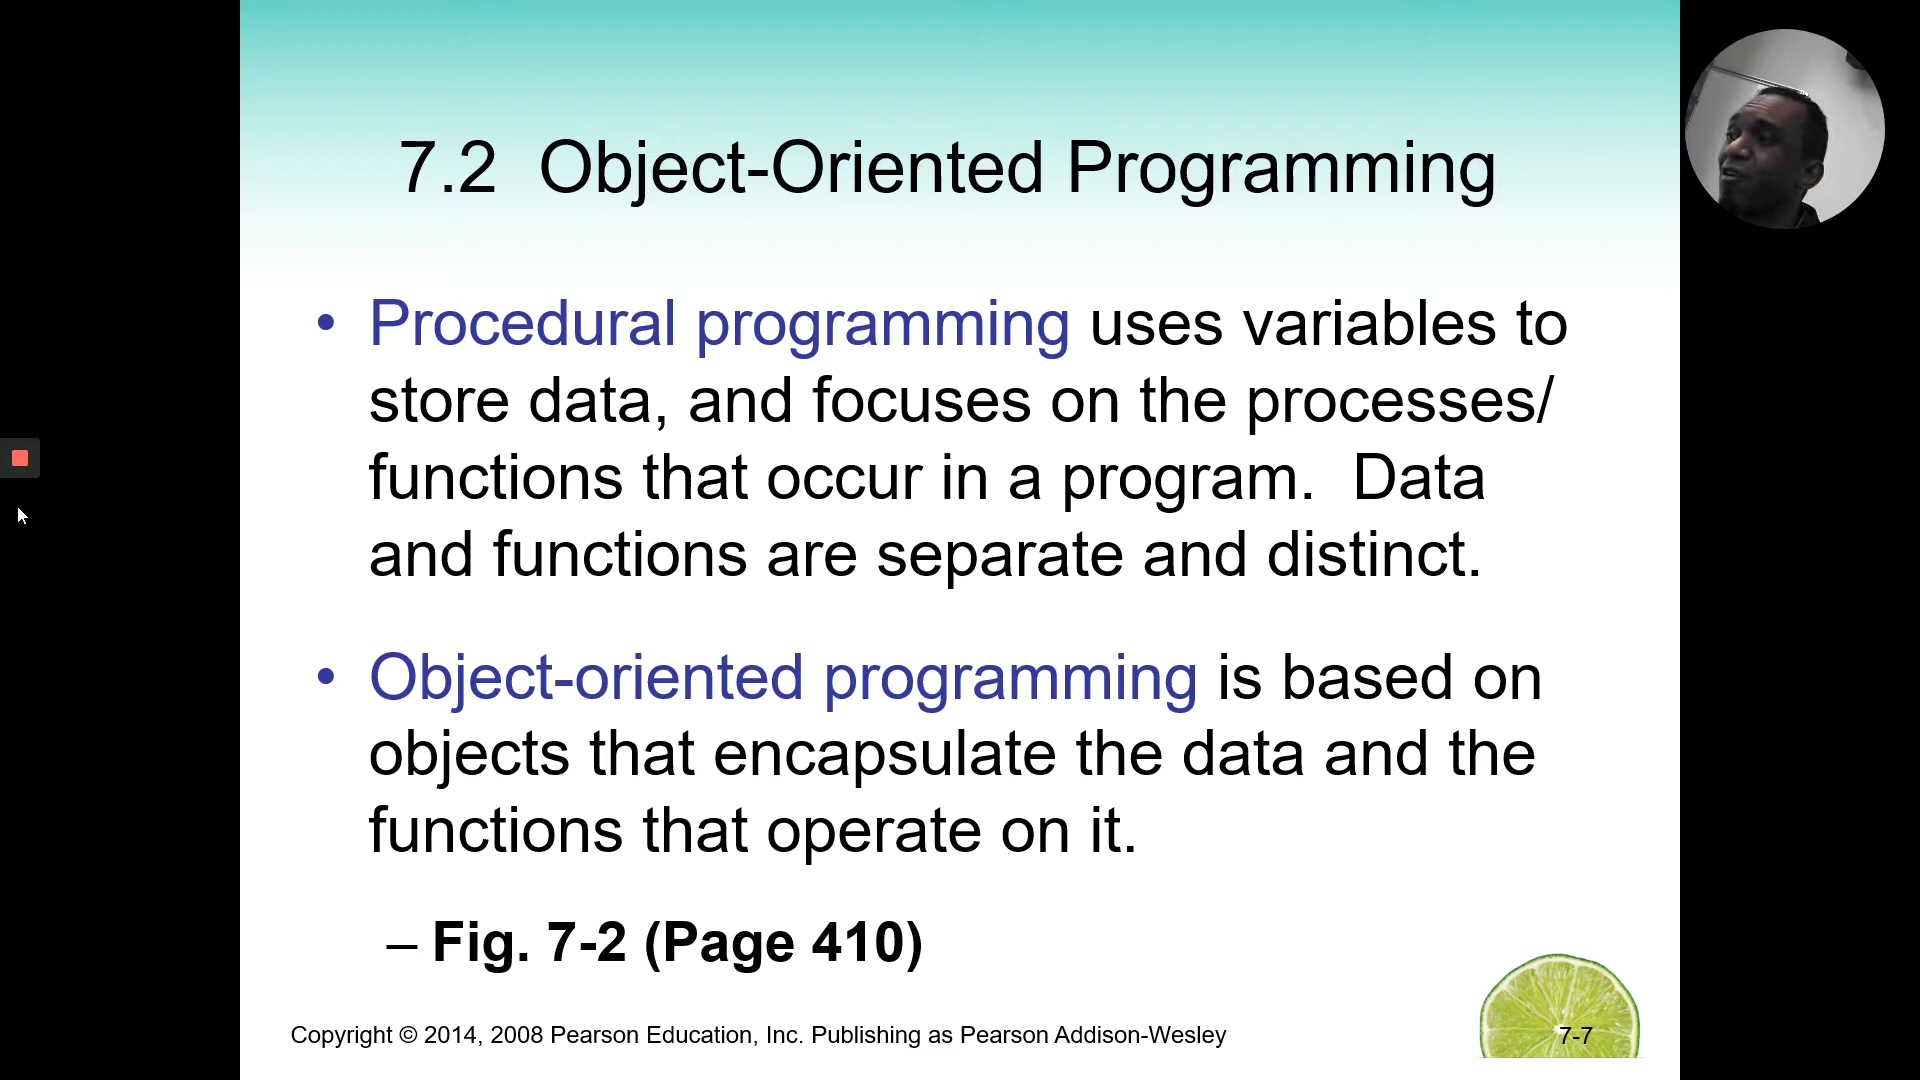 7.2  Object-Oriented Programming
• Procedural programming uses variables to
store data, and focuses on the processes/
functions that occur in a program.  Data
and functions are separate and distinct.
• Object-oriented programming is based on
objects that encapsulate the data and the
functions that operate on it.
– Fig. 7-2 (Page 410)
Copyright © 2014, 2008 Pearson Education, Inc. Publishing as Pearson Addison-Wesley
7-7